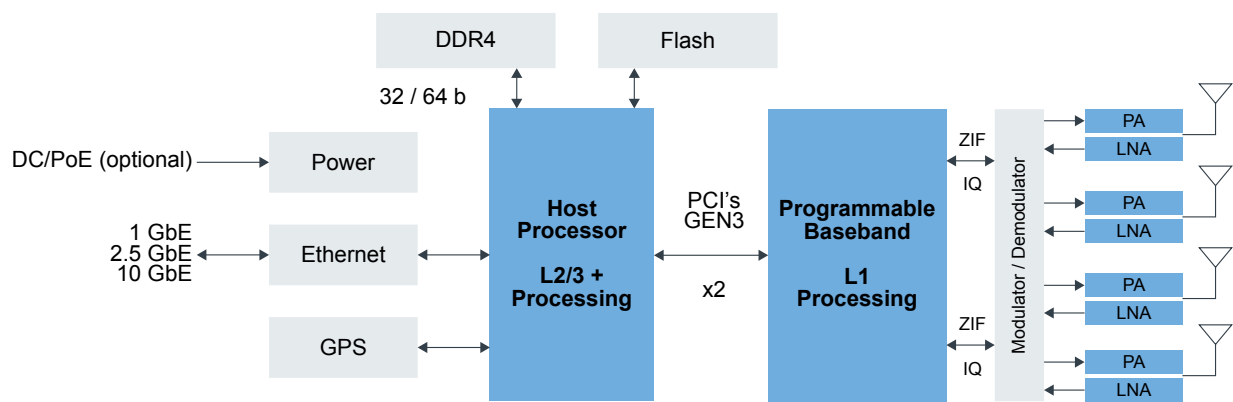 DDR4
Flash
32 / 64 b
DC/PoE (optional)
Power
1 GbE
2.5 GbE
10 GbE
Ethernet
GPS
Host
Processor
L2/3 +
Processing
PCI's
GEN3
x2
Programmable
Baseband
L1
Processing
ZIF
IQ
ZIF
IQ
Modulator / Demodulator
PA
LNA
PA
LNA
PA
LNA
PA
LNA